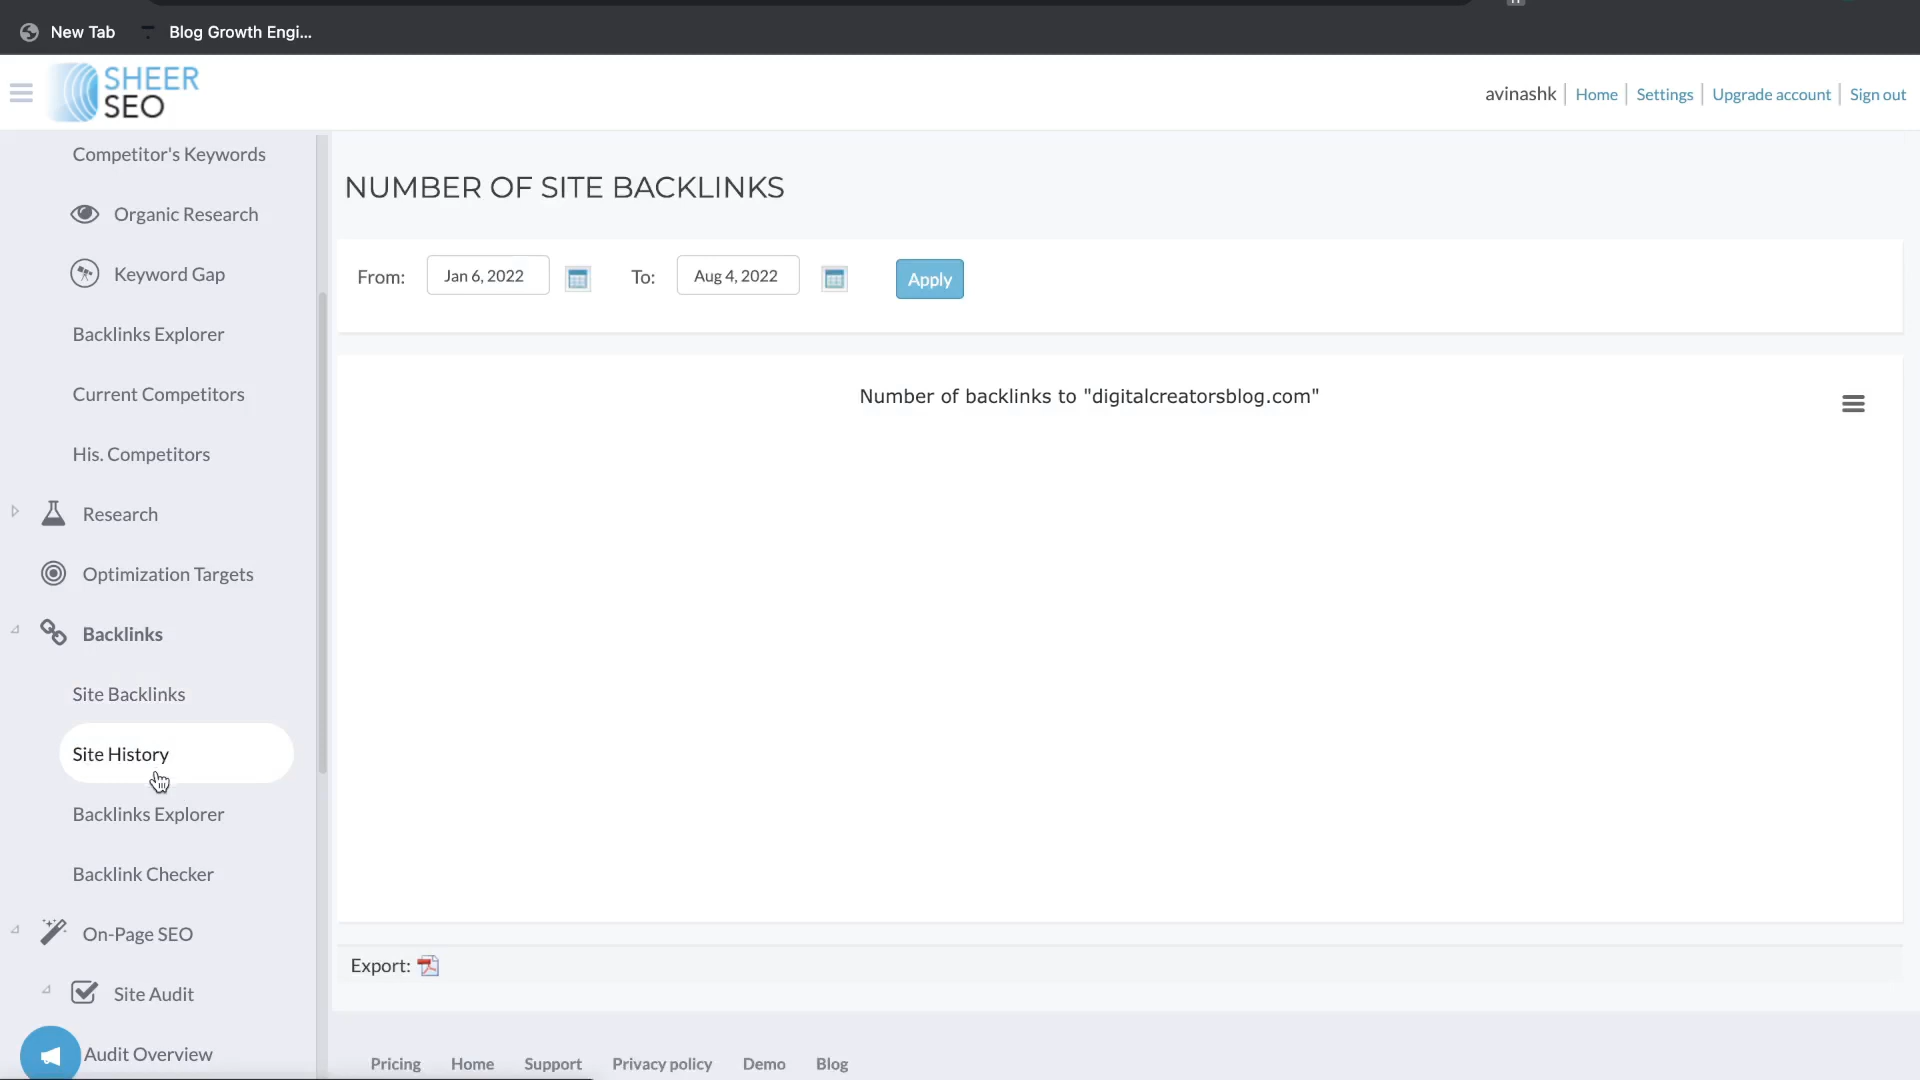 New Tab
Blog Growth Engi...
SHEER
SEO
avinashk
Home
Settings
Upgrade account
Sign out
Competitor's Keywords
Organic Research
Keyword Gap
Backlinks Explorer
Current Competitors
His. Competitors
Research
Optimization Targets
Backlinks
Site Backlinks
Site History
Backlinks Explorer
Backlink Checker
On-Page SEO
Site Audit
Audit Overview
NUMBER OF SITE BACKLINKS
From: Jan 6, 2022 To: Aug 4, 2022 Apply
Number of backlinks to "digitalcreatorsblog.com"
Export:
Pricing Home Support Privacy policy Demo Blog